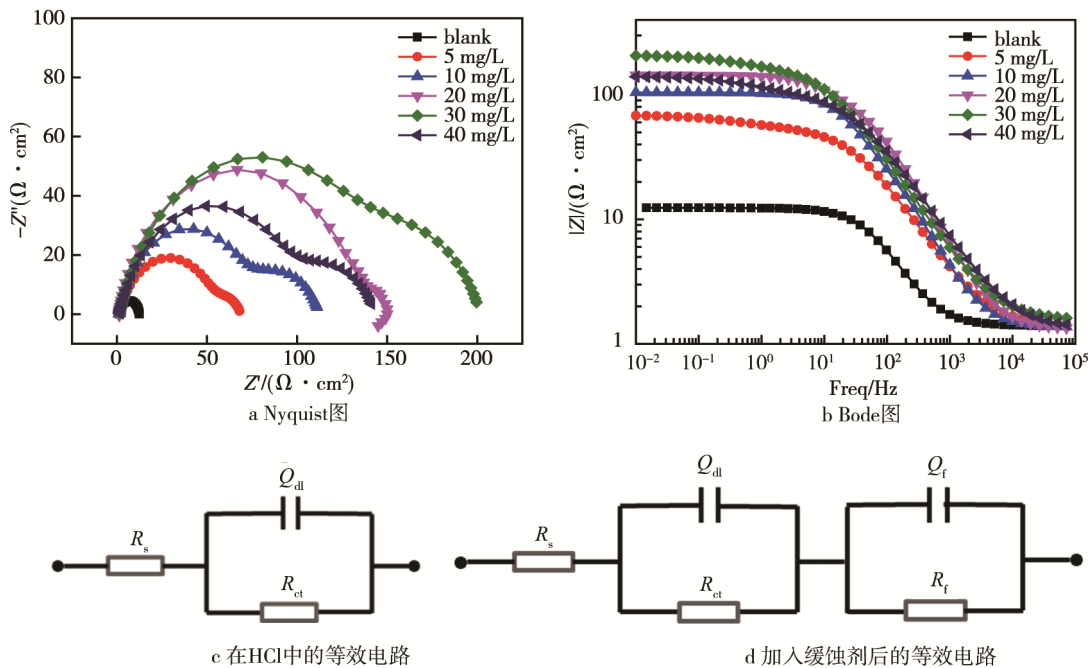 100
80
60
40
20
0
−Z″(Ω · cm²)
0
50
100
150
200
Z′/(Ω · cm²)
blank
5 mg/L
10 mg/L
20 mg/L
30 mg/L
40 mg/L
a Nyquist图
100
10
1
|Z|/(Ω · cm²)
10⁻²
10⁻¹
10⁰
10¹
10²
10³
10⁴
10⁵
Freq/Hz
blank
5 mg/L
10 mg/L
20 mg/L
30 mg/L
40 mg/L
b Bode图
Qdl
Rs
Rct
c 在HCl中的等效电路
Qdl
Qf
Rs
Rct
Rf
d 加入缓蚀剂后的等效电路